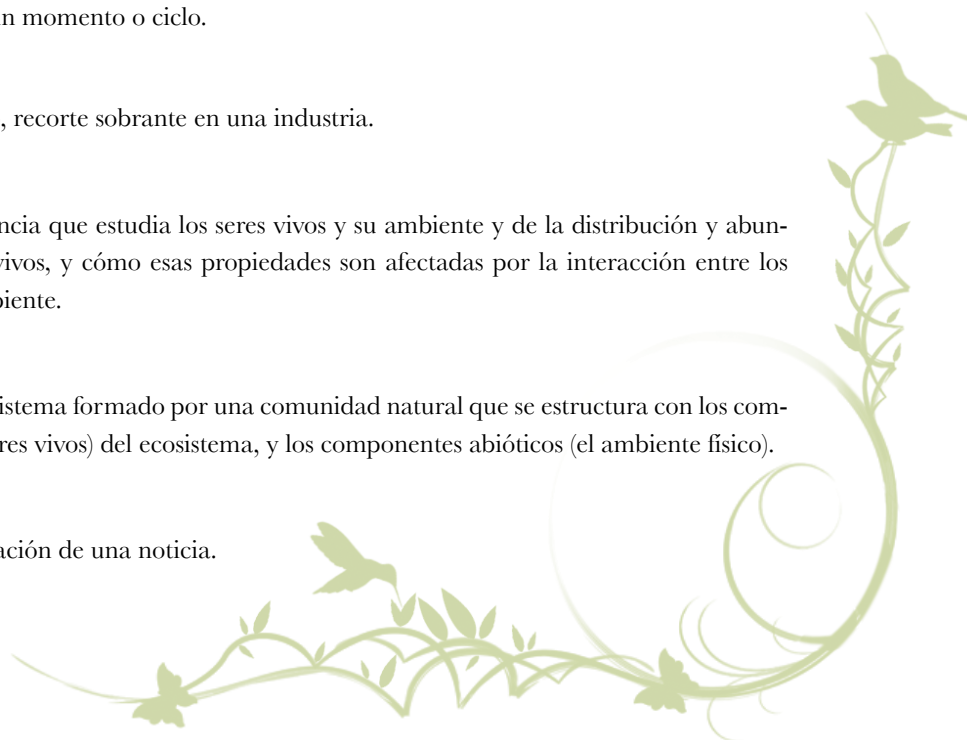 un momento o ciclo.
, recorte sobrante en una industria.
ncia que estudia los seres vivos y su ambiente y de la distribución y abun-
vivos, y cómo esas propiedades son afectadas por la interacción entre los
biente.
istema formado por una comunidad natural que se estructura con los com-
res vivos) del ecosistema, y los componentes abióticos (el ambiente físico).
ación de una noticia.